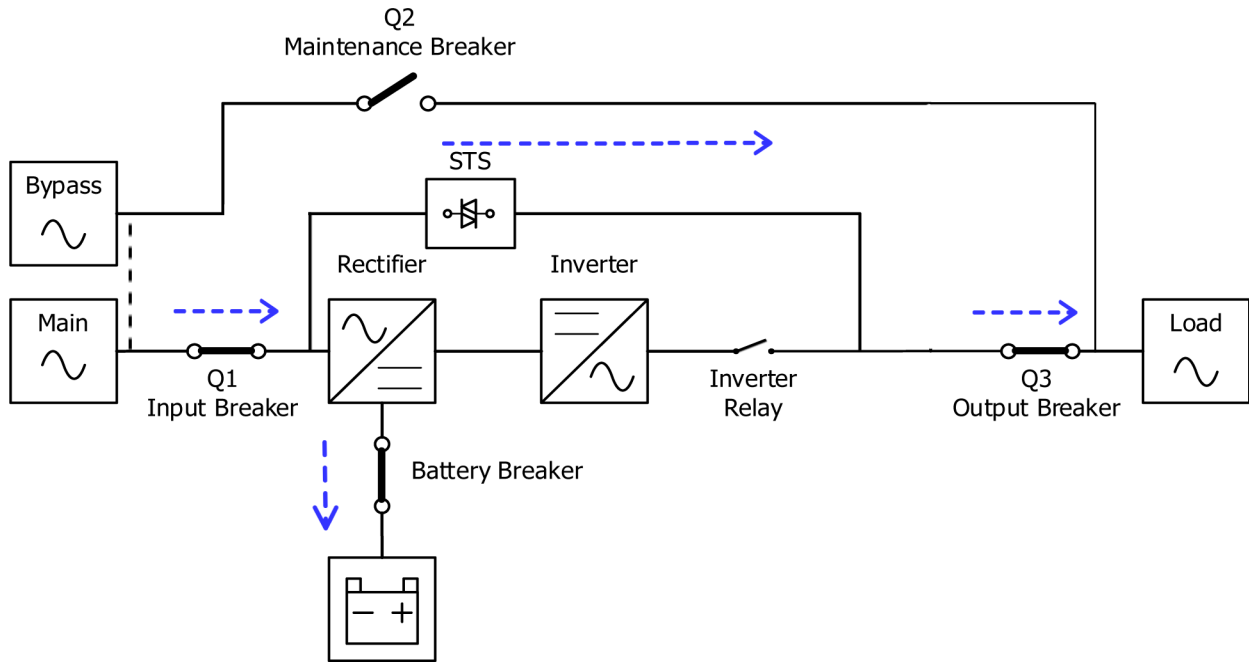 Q2
Maintenance Breaker
STS
Bypass
Rectifier
Inverter
Main
Load
Q1
Input Breaker
Inverter
Relay
Q3
Output Breaker
Battery Breaker
− +